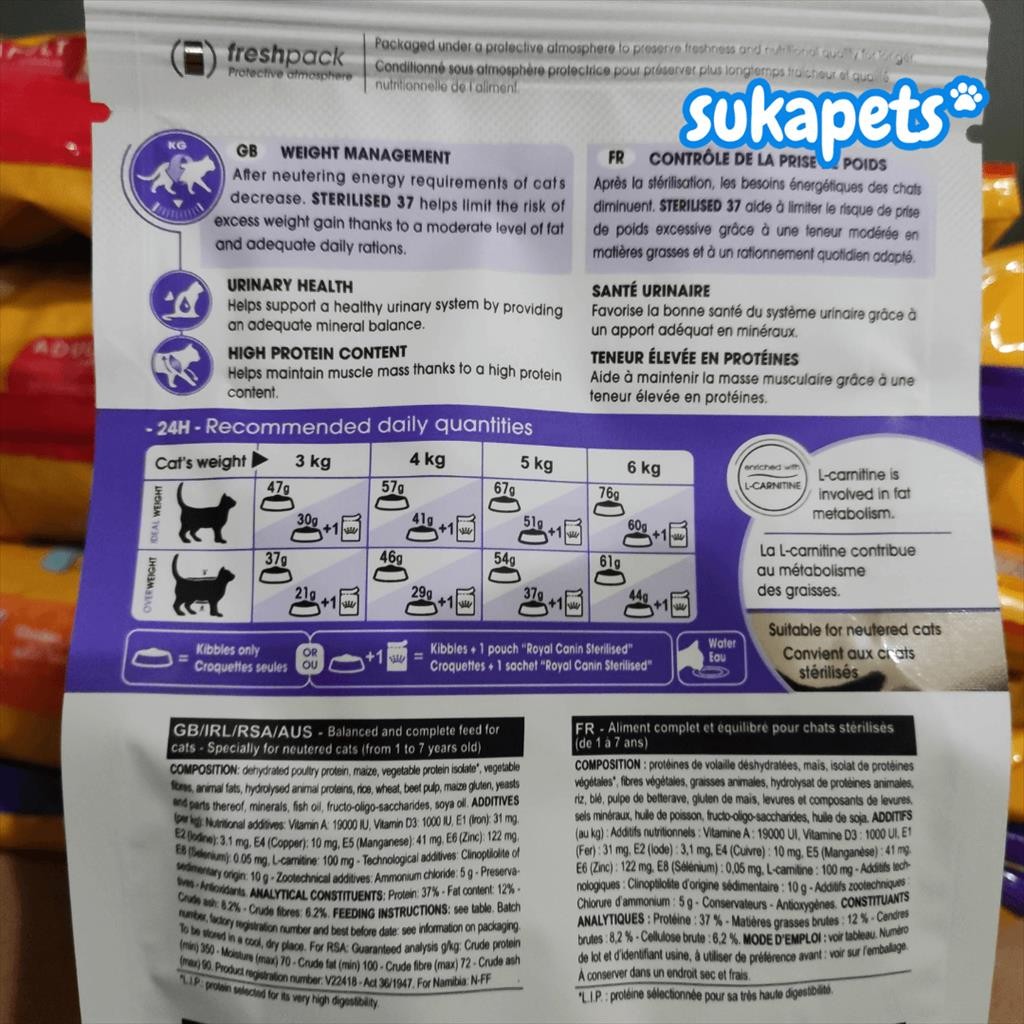 freshpack
Protective atmosphere
Packaged under a protective atmosphere to preserve freshness and nutritional quality for longer
Conditionné sous atmosphère protectrice pour préserver plus longtemps fraîcheur et qualité
nutritionnelle de l'aliment.
sukapets
KG
GB WEIGHT MANAGEMENT
After neutering energy requirements of cats
decrease. STERILISED 37 helps limit the risk of
excess weight gain thanks to a moderate level of fat
and adequate daily rations.
FR CONTRÔLE DE LA PRISE POIDS
Après la stérilisation, les besoins énergétiques des chats
diminuent. STERILISED 37 aide à limiter le risque de prise
de poids excessive grâce à une teneur modérée en
matières grasses et à un rationnement quotidien adapté.
URINARY HEALTH
Helps support a healthy urinary system by providing
an adequate mineral balance.
SANTÉ URINAIRE
Favorise la bonne santé du système urinaire grâce à
un apport adéquat en minéraux.
HIGH PROTEIN CONTENT
Helps maintain muscle mass thanks to a high protein
content.
TENEUR ÉLEVÉE EN PROTÉINES
Aide à maintenir la masse musculaire grâce à une
teneur élevée en protéines.
- 24H - Recommended daily quantities
Cat's weight 3 kg 4 kg 5 kg 6 kg
IDEAL WEIGHT
47g 57g 67g 76g
30g +1 41g +1 51g +1 60g +1
OVERWEIGHT
37g 46g 54g 61g
21g +1 29g +1 37g +1 44g +1
= Kibbles only
Croquettes seules
OR
OU
+1 = Kibbles + 1 pouch "Royal Canin Sterilised"
Croquettes + 1 sachet "Royal Canin Sterilised"
Water
Eau
enriched with
L-CARNITINE
L-carnitine is
involved in fat
metabolism.
La L-carnitine contribue
au métabolisme
des graisses.
Suitable for neutered cats
Convient aux chats
stérilisés
GB/IRL/RSA/AUS - Balanced and complete feed for
cats - Specially for neutered cats (from 1 to 7 years old)
COMPOSITION: dehydrated poultry protein, maize, vegetable protein isolate*, vegetable
fibres, animal fats, hydrolysed animal proteins, rice, wheat, beet pulp, maize gluten, yeasts
and parts thereof, minerals, fish oil, fructo-oligo-saccharides, soya oil. ADDITIVES
(per kg): Nutritional additives: Vitamin A: 19000 IU, Vitamin D3: 1000 IU, E1 (Iron): 31 mg,
E2 (Iodine): 3.1 mg, E4 (Copper): 10 mg, E5 (Manganese): 41 mg, E6 (Zinc): 122 mg,
E8 (Selenium): 0.05 mg, L-carnitine: 100 mg - Technological additives: Clinoptilolite of
sedimentary origin: 10 g - Zootechnical additives: Ammonium chloride: 5 g - Preserva-
tives - Antioxidants. ANALYTICAL CONSTITUENTS: Protein: 37% - Fat content: 12% -
Crude ash: 8.2% - Crude fibres: 6.2%. FEEDING INSTRUCTIONS: see table. Batch
number, factory registration number and best before date: see information on packaging.
To be stored in a cool, dry place. For RSA: Guaranteed analysis g/kg: Crude protein
(min) 350 - Moisture (max) 70 - Crude fat (min) 100 - Crude fibre (max) 72 - Crude ash
(max) 90. Product registration number: V22418 - Act 36/1947. For Namibia: N-FF
*L.I.P.: protein selected for its very high digestibility.
FR - Aliment complet et équilibré pour chats stérilisés
(de 1 à 7 ans)
COMPOSITION : protéines de volaille déshydratées, maïs, isolat de protéines
végétales*, fibres végétales, graisses animales, hydrolysat de protéines animales,
riz, blé, pulpe de betterave, gluten de maïs, levures et composants de levures,
sels minéraux, huile de poisson, fructo-oligo-saccharides, huile de soja. ADDITIFS
(au kg) : Additifs nutritionnels : Vitamine A : 19000 UI, Vitamine D3 : 1000 UI, E1
(Fer) : 31 mg, E2 (Iode) : 3,1 mg, E4 (Cuivre) : 10 mg, E5 (Manganèse) : 41 mg,
E6 (Zinc) : 122 mg, E8 (Sélénium) : 0,05 mg, L-carnitine : 100 mg - Additifs tech-
nologiques : Clinoptilolite d'origine sédimentaire : 10 g - Additifs zootechniques :
Chlorure d'ammonium : 5 g - Conservateurs - Antioxygènes. CONSTITUANTS
ANALYTIQUES : Protéine : 37 % - Matières grasses brutes : 12 % - Cendres
brutes : 8,2 % - Cellulose brute : 6,2 %. MODE D'EMPLOI : voir tableau. Numéro
de lot et d'identifiant usine, à utiliser de préférence avant : voir sur l'emballage.
À conserver dans un endroit sec et frais.
*L.I.P. : protéine sélectionnée pour sa très haute digestibilité.